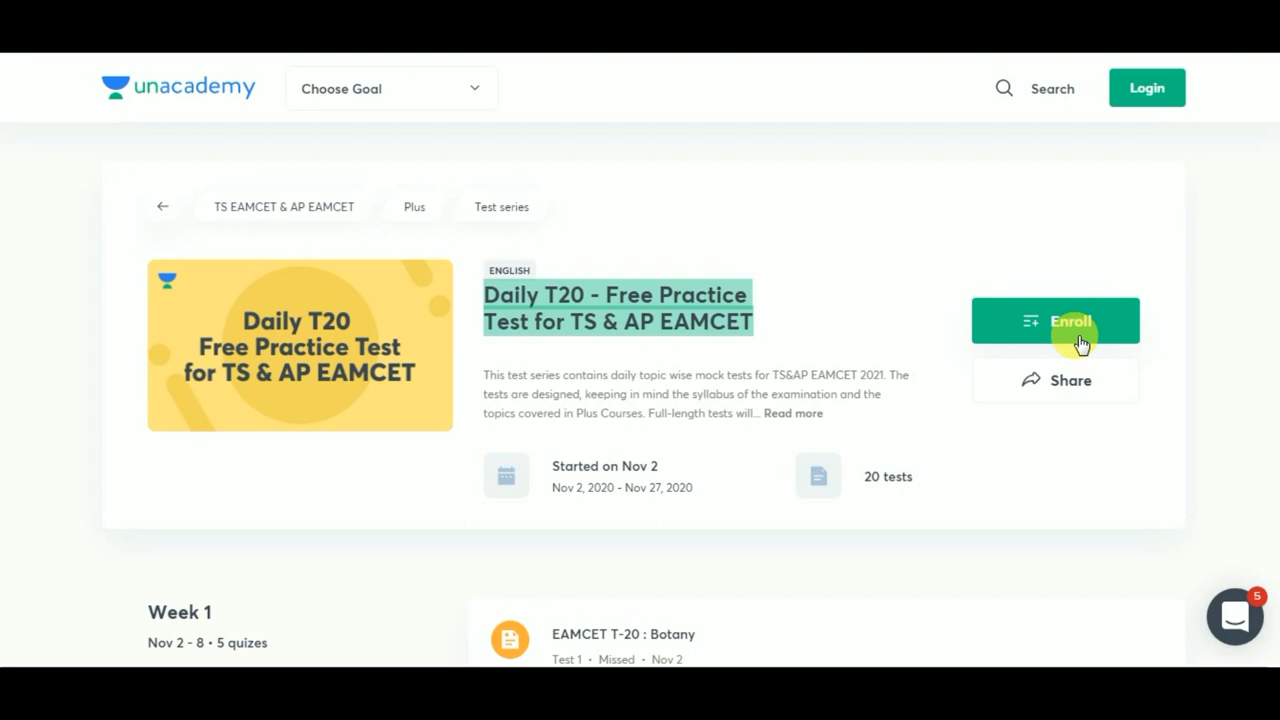 unacademy
Choose Goal
Search
Login
TS EAMCET & AP EAMCET
Plus
Test series
Daily T20
Free Practice Test
for TS & AP EAMCET
ENGLISH
Daily T20 - Free Practice
Test for TS & AP EAMCET
This test series contains daily topic wise mock tests for TS&AP EAMCET 2021. The
tests are designed, keeping in mind the syllabus of the examination and the
topics covered in Plus Courses. Full-length tests will... Read more
Started on Nov 2
Nov 2, 2020 - Nov 27, 2020
20 tests
Enroll
Share
Week 1
Nov 2 - 8 • 5 quizes
EAMCET T-20 : Botany
Test 1 • Missed • Nov 2
5